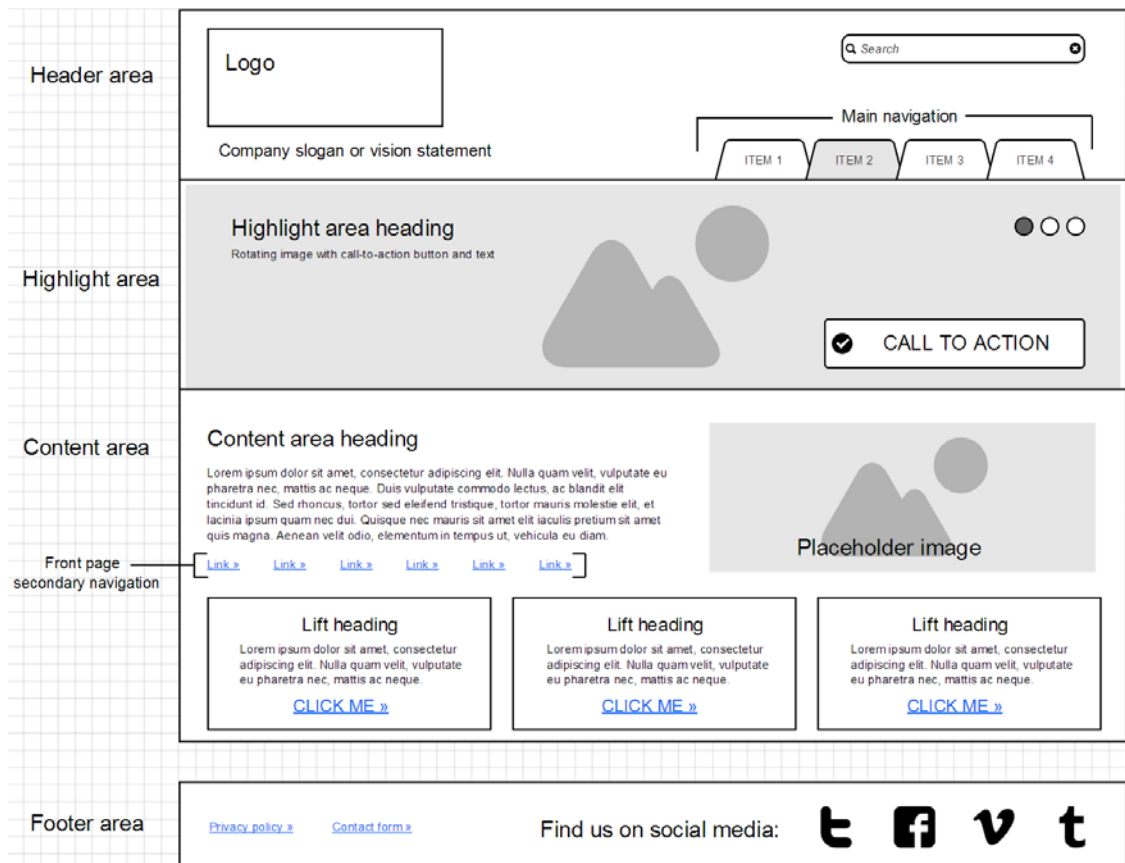 Header area
Logo
Search
Company slogan or vision statement
Main navigation
ITEM 1
ITEM 2
ITEM 3
ITEM 4
Highlight area
Highlight area heading
Rotating image with call-to-action button and text
CALL TO ACTION
Content area
Content area heading
Lorem ipsum dolor sit amet, consectetur adipiscing elit. Nulla quam velit, vulputate eu
pharetra nec, mattis ac neque. Duis vulputate commodo lectus, ac blandit elit
tincidunt id. Sed rhoncus, tortor sed eleifend tristique, tortor mauris molestie elit, et
lacinia ipsum quam nec dui. Quisque nec mauris sit amet elit iaculis pretium sit amet
quis magna. Aenean velit odio, elementum in tempus ut, vehicula eu diam.
Placeholder image
Front page
secondary navigation
Link »
Link »
Link »
Link »
Link »
Link »
Lift heading
Lorem ipsum dolor sit amet, consectetur
adipiscing elit. Nulla quam velit, vulputate
eu pharetra nec, mattis ac neque.
CLICK ME »
Lift heading
Lorem ipsum dolor sit amet, consectetur
adipiscing elit. Nulla quam velit, vulputate
eu pharetra nec, mattis ac neque.
CLICK ME »
Lift heading
Lorem ipsum dolor sit amet, consectetur
adipiscing elit. Nulla quam velit, vulputate
eu pharetra nec, mattis ac neque.
CLICK ME »
Footer area
Privacy policy »
Contact form »
Find us on social media: